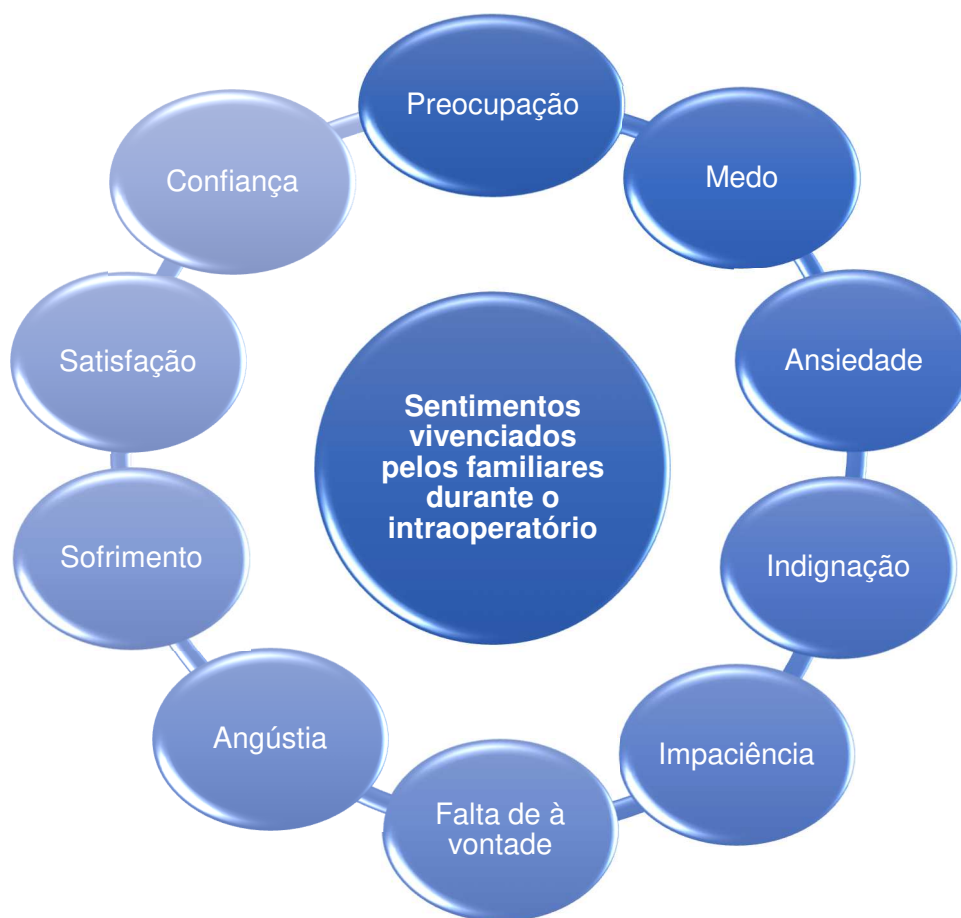 Preocupação
Medo
Ansiedade
Indignação
Impaciência
Falta de à
vontade
Angústia
Sofrimento
Satisfação
Confiança
Sentimentos
vivenciados
pelos familiares
durante o
intraoperatório